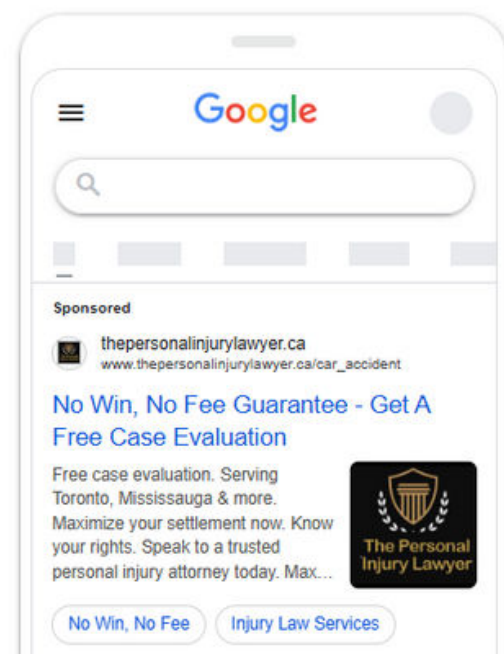 Google
Sponsored
thepersonalinjurylawyer.ca
www.thepersonalinjurylawyer.ca/car_accident
No Win, No Fee Guarantee - Get A
Free Case Evaluation
Free case evaluation. Serving
Toronto, Mississauga & more.
Maximize your settlement now. Know
your rights. Speak to a trusted
personal injury attorney today. Max...
The Personal
Injury Lawyer
No Win, No Fee
Injury Law Services